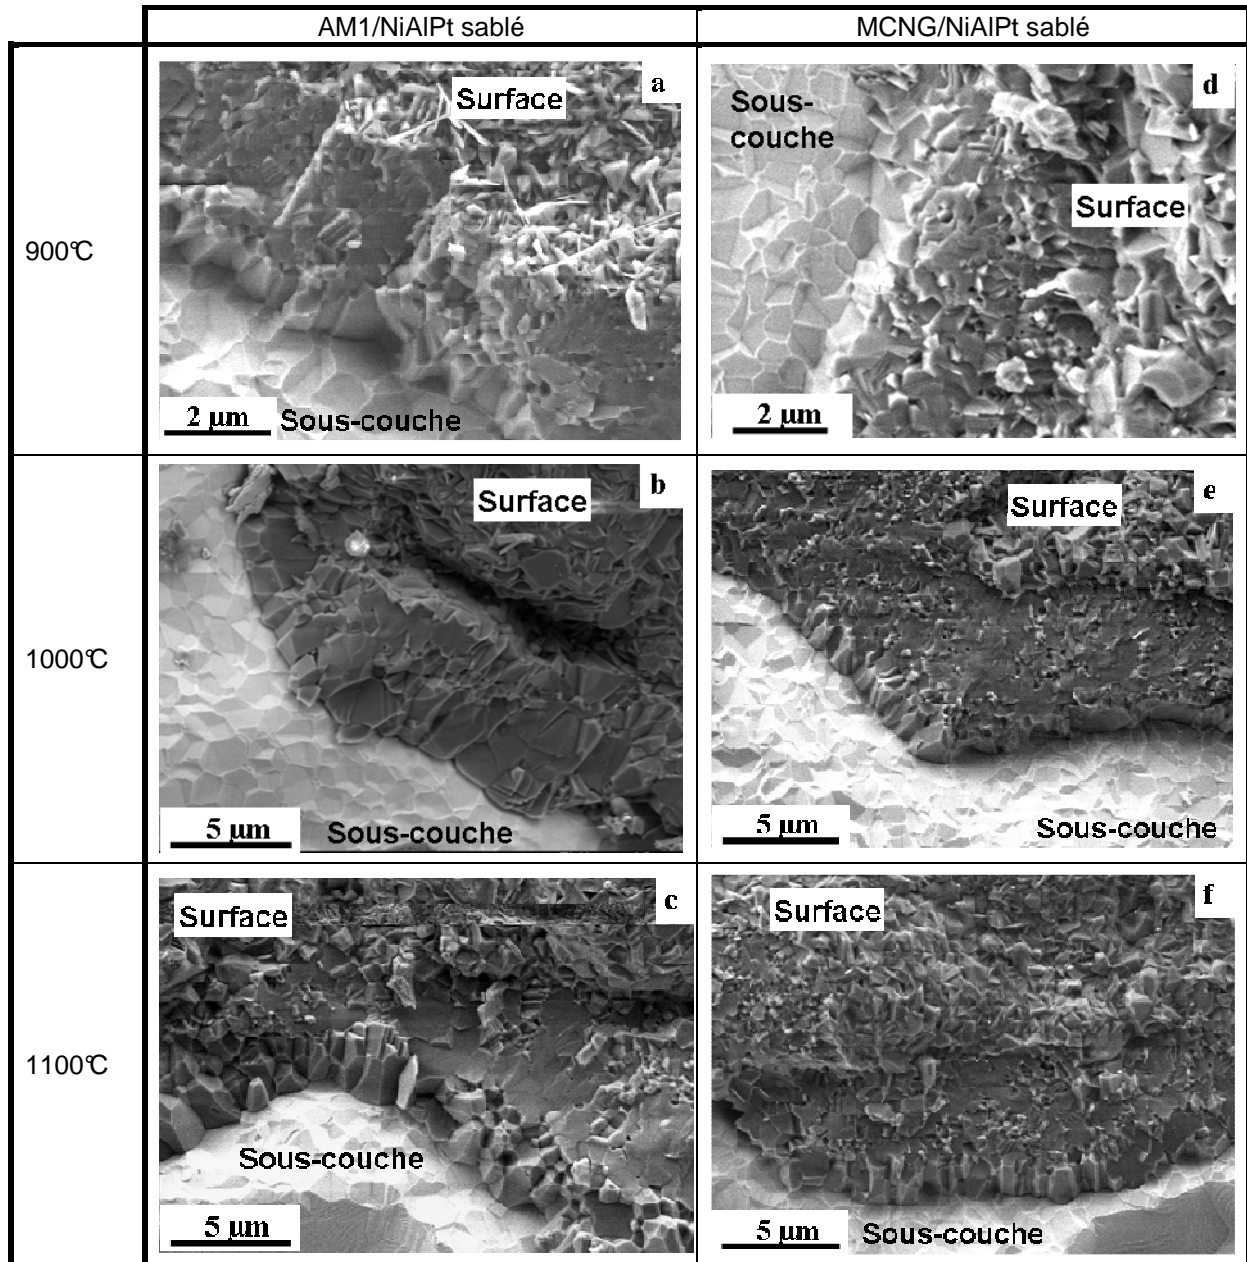 AM1/NiAlPt sablé
MCNG/NiAlPt sablé
900°C
a
Surface
2 μm
Sous-couche
d
Sous-
couche
Surface
2 μm
1000°C
b
Surface
5 μm
Sous-couche
e
Surface
5 μm
Sous-couche
1100°C
c
Surface
Sous-couche
5 μm
f
Surface
5 μm
Sous-couche